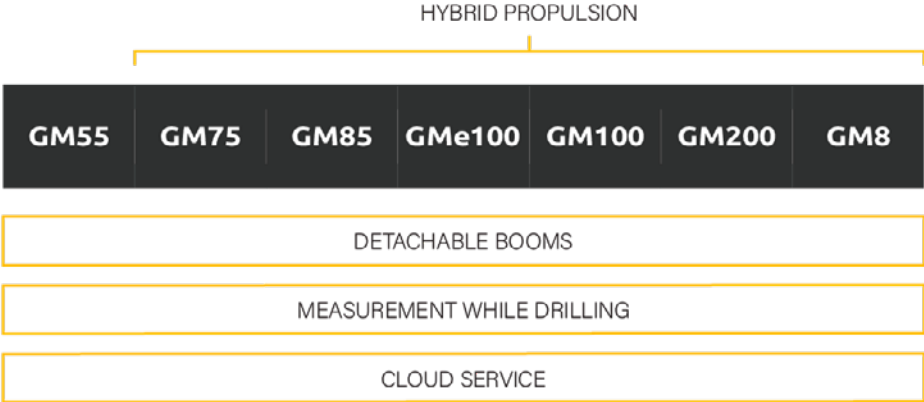 HYBRID PROPULSION
GM55 GM75 GM85 GMe100 GM100 GM200 GM8
DETACHABLE BOOMS
MEASUREMENT WHILE DRILLING
CLOUD SERVICE